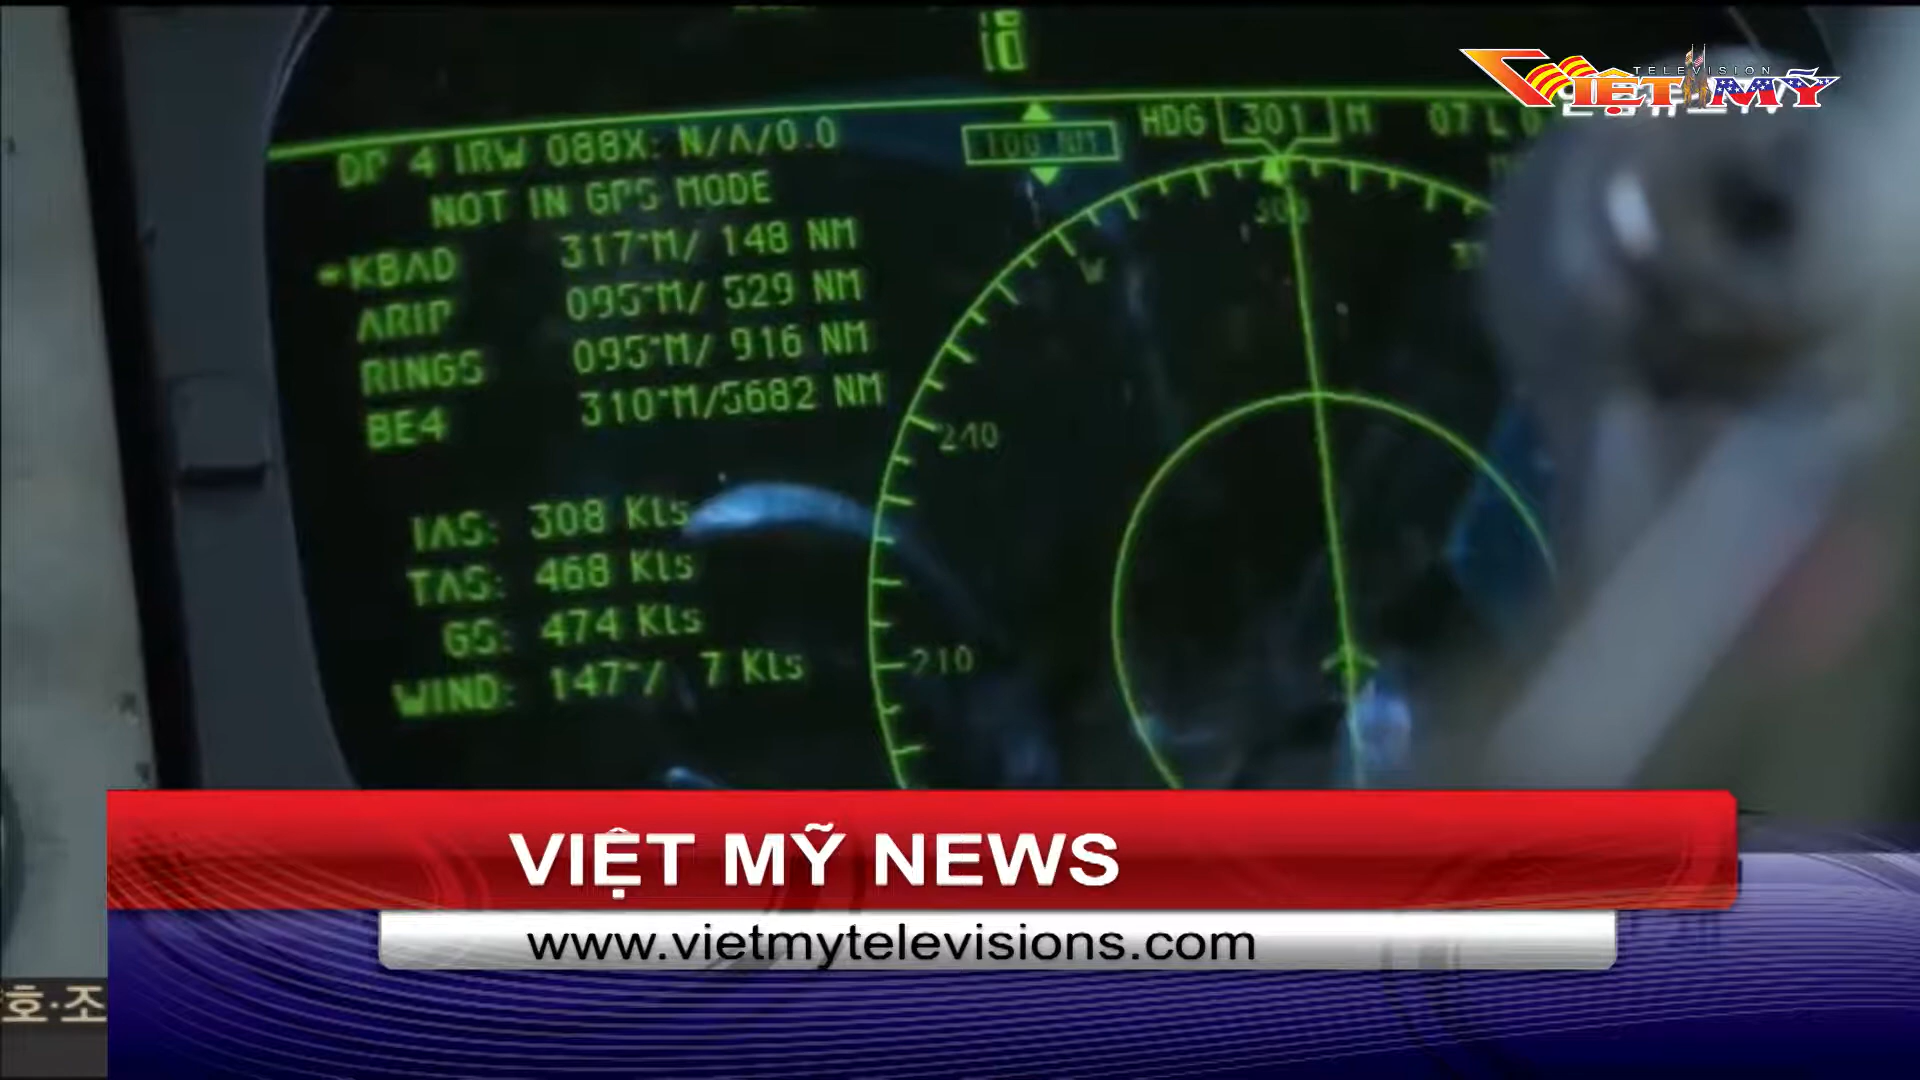 TELEVISION
VIỆT MỸ
DP 4 IRW 088X: N/A/0.0
NOT IN GPS MODE
KBAD 317°M/ 148 NM
ARIP 095°M/ 529 NM
RINGS 095°M/ 916 NM
BE4 310°M/5682 NM
IAS: 308 Kts
TAS: 468 Kts
GS: 474 Kts
WIND: 147°/ 7 Kts
100 NM
HDG 301 M
300
W
240
210
VIỆT MỸ NEWS
www.vietmytelevisions.com
호·조